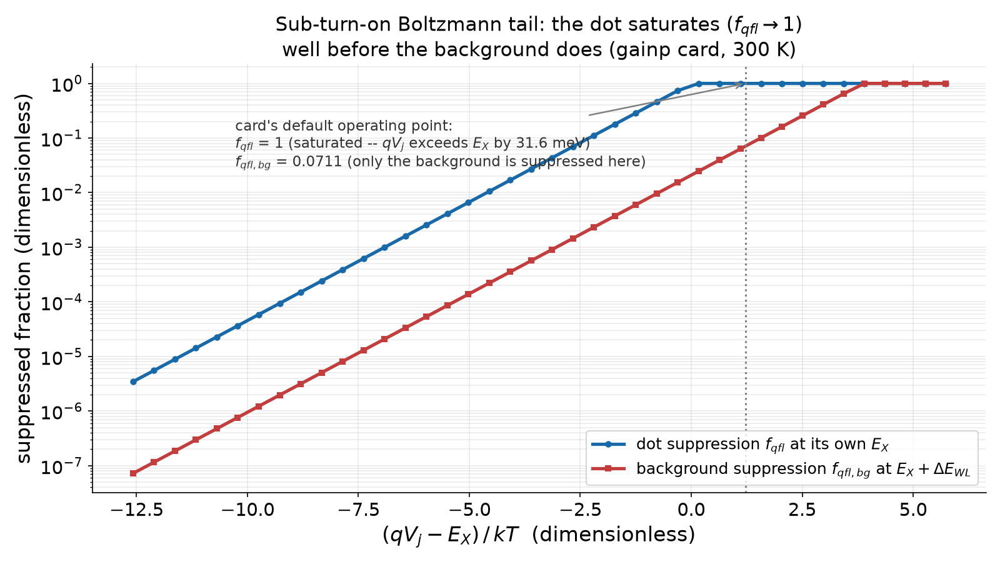 Sub-turn-on Boltzmann tail: the dot saturates (f_qfl → 1)
well before the background does (gainp card, 300 K)
suppressed fraction (dimensionless)
10^0
10^−1
10^−2
10^−3
10^−4
10^−5
10^−6
10^−7
card's default operating point:
f_qfl = 1 (saturated -- qV_j exceeds E_X by 31.6 meV)
f_qfl,bg = 0.0711 (only the background is suppressed here)
dot suppression f_qfl at its own E_X
background suppression f_qfl,bg at E_X + ΔE_WL
−12.5 −10.0 −7.5 −5.0 −2.5 0.0 2.5 5.0
(qV_j − E_X) / kT (dimensionless)